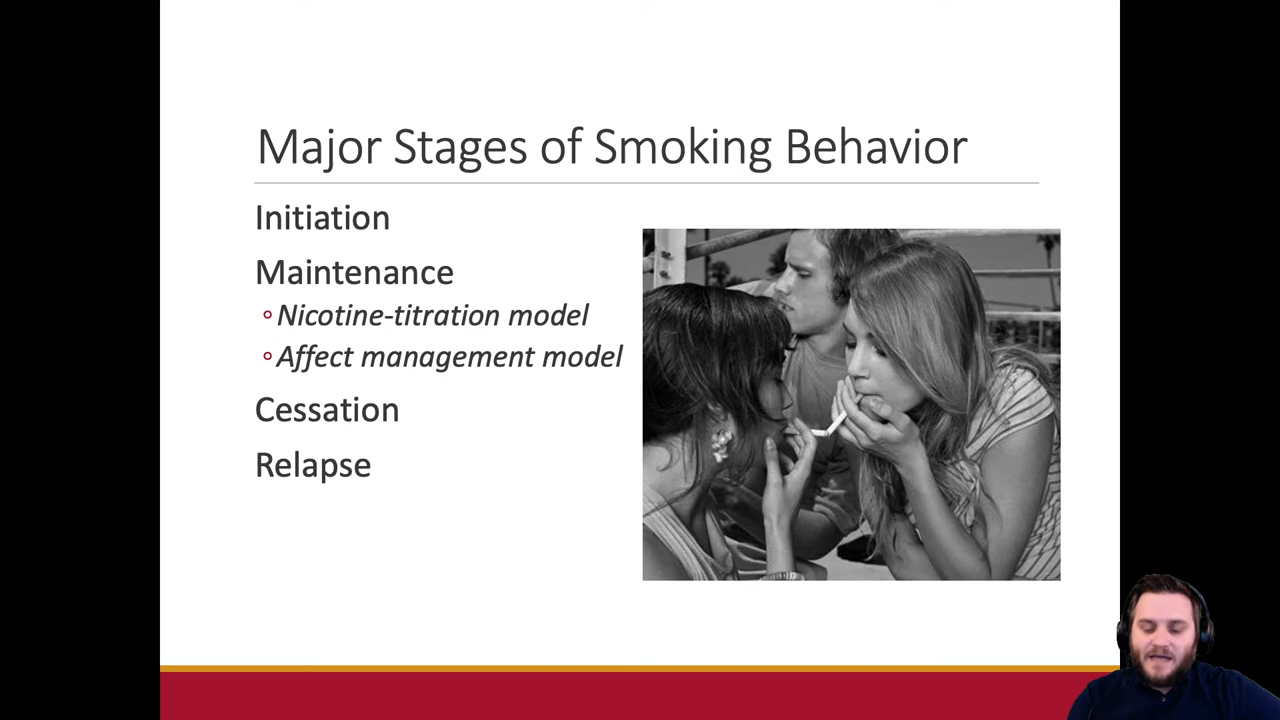 Major Stages of Smoking Behavior
Initiation
Maintenance
Nicotine-titration model
Affect management model
Cessation
Relapse